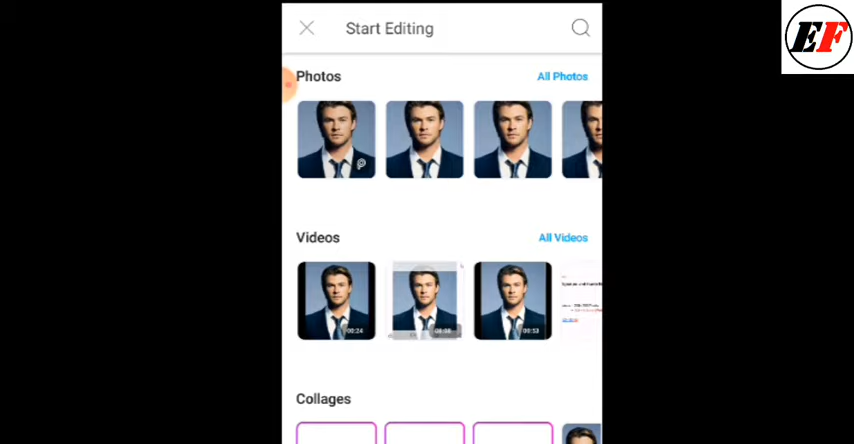 EF
Start Editing
Photos
All Photos
Videos
All Videos
00:24
00:53
Collages